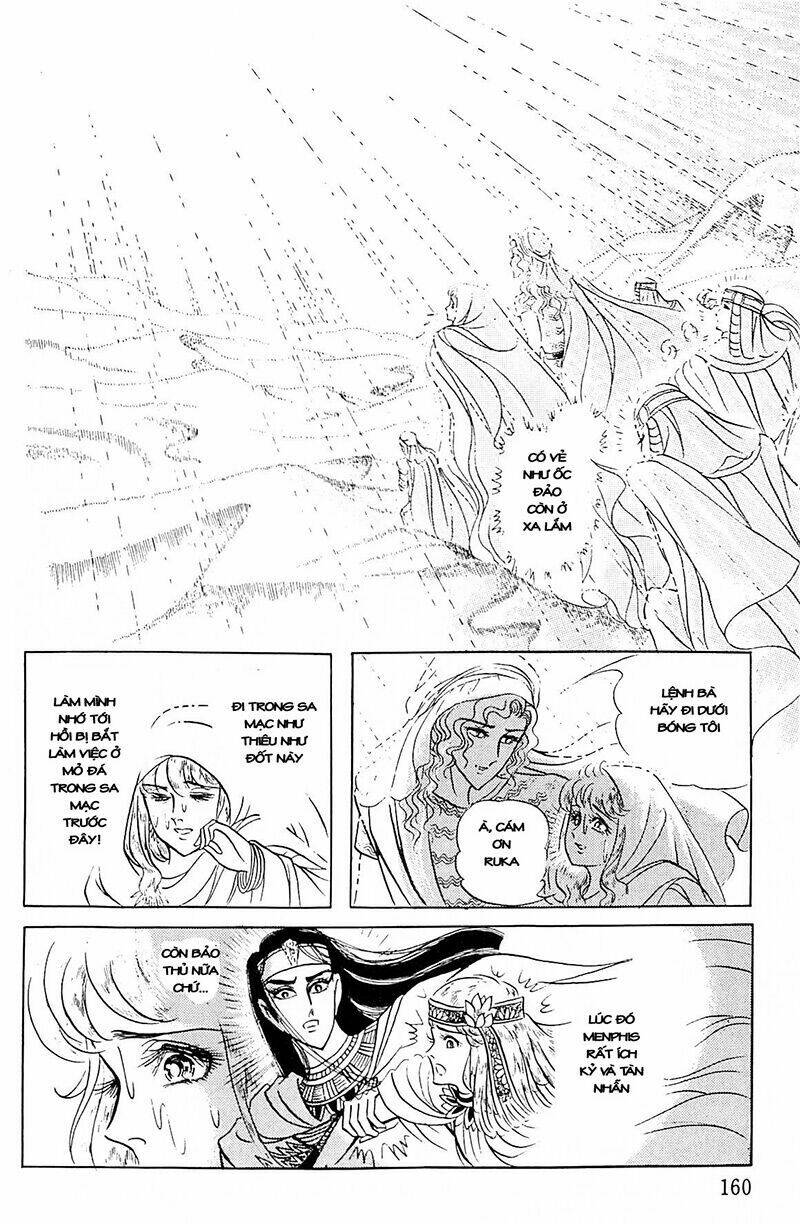 CÓ VẺ
NHƯ ỐC
ĐẢO
CÒN Ở
XA LẮM
LỆNH BÀ
HÃY ĐI DƯỚI
BÓNG TÔI
À, CÁM
ƠN
RUKA
ĐI TRONG SA
MẠC NHƯ
THIÊU NHƯ
ĐỐT NÀY
LÀM MÌNH
NHỚ TỚI
HỒI BỊ BẮT
LÀM VIỆC Ở
MỎ ĐÁ
TRONG SA
MẠC
TRƯỚC
ĐÂY!
LÚC ĐÓ
MENPHIS
RẤT ÍCH
KỶ VÀ TÀN
NHẪN
CÒN BẢO
THỦ NỮA
CHỨ...
160